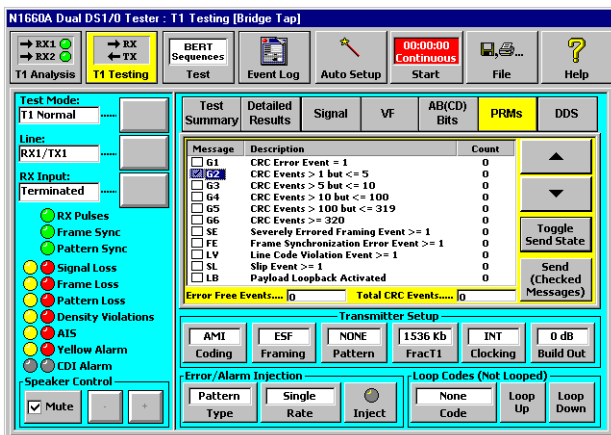 N1660A Dual DS1/0 Tester : T1 Testing [Bridge Tap]
RX1
RX2
T1 Analysis
RX
TX
T1 Testing
BERT
Sequences
Test
Event Log
Auto Setup
00:00:00
Continuous
Start
File
Help
Test Mode:
T1 Normal
Line:
RX1/TX1
RX Input:
Terminated
RX Pulses
Frame Sync
Pattern Sync
Signal Loss
Frame Loss
Pattern Loss
Density Violations
AIS
Yellow Alarm
CDI Alarm
Speaker Control
Mute
-
+
Test Summary
Detailed Results
Signal
VF
AB(CD) Bits
PRMs
DDS
Message Description Count
G1 CRC Error Event = 1 0
G2 CRC Events > 1 but <= 5 0
G3 CRC Events > 5 but <= 10 0
G4 CRC Events > 10 but <= 100 0
G5 CRC Events > 100 but <= 319 0
G6 CRC Events >= 320 0
SE Severely Errored Framing Event >= 1 0
FE Frame Synchronization Error Event >= 1 0
LV Line Code Violation Event >= 1 0
SL Slip Event >= 1 0
LB Payload Loopback Activated 0
Error Free Events.... 0 Total CRC Events..... 0
Toggle
Send State
Send
(Checked
Messages)
Transmitter Setup
AMI
Coding
ESF
Framing
NONE
Pattern
1536 Kb
FracT1
INT
Clocking
0 dB
Build Out
Error/Alarm Injection
Pattern
Type
Single
Rate
Inject
Loop Codes (Not Looped)
None
Code
Loop
Up
Loop
Down